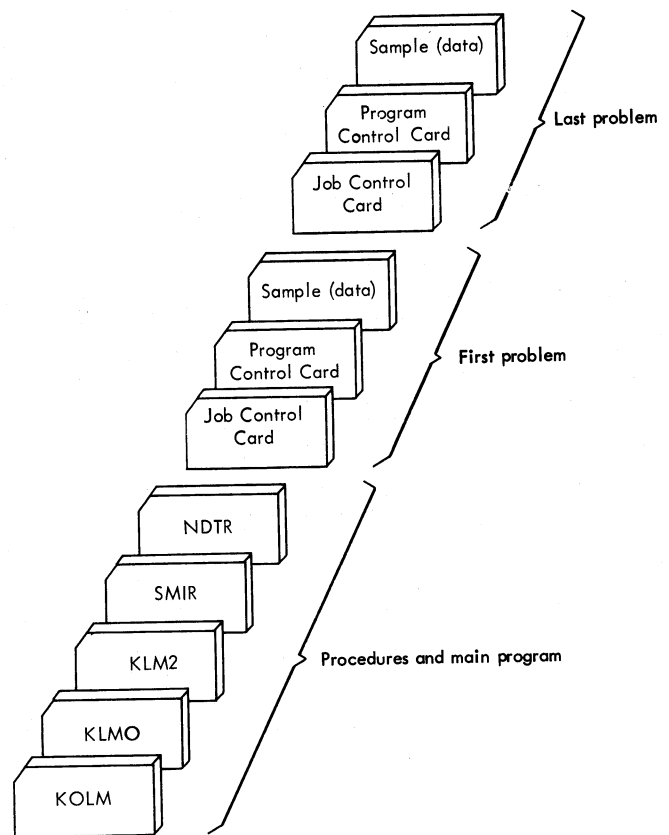 Sample (data)
Program
Control Card
Last problem
Job Control
Card
Sample (data)
Program
Control Card
First problem
Job Control
Card
NDTR
SMIR
KLM2
Procedures and main program
KLMO
KOLM